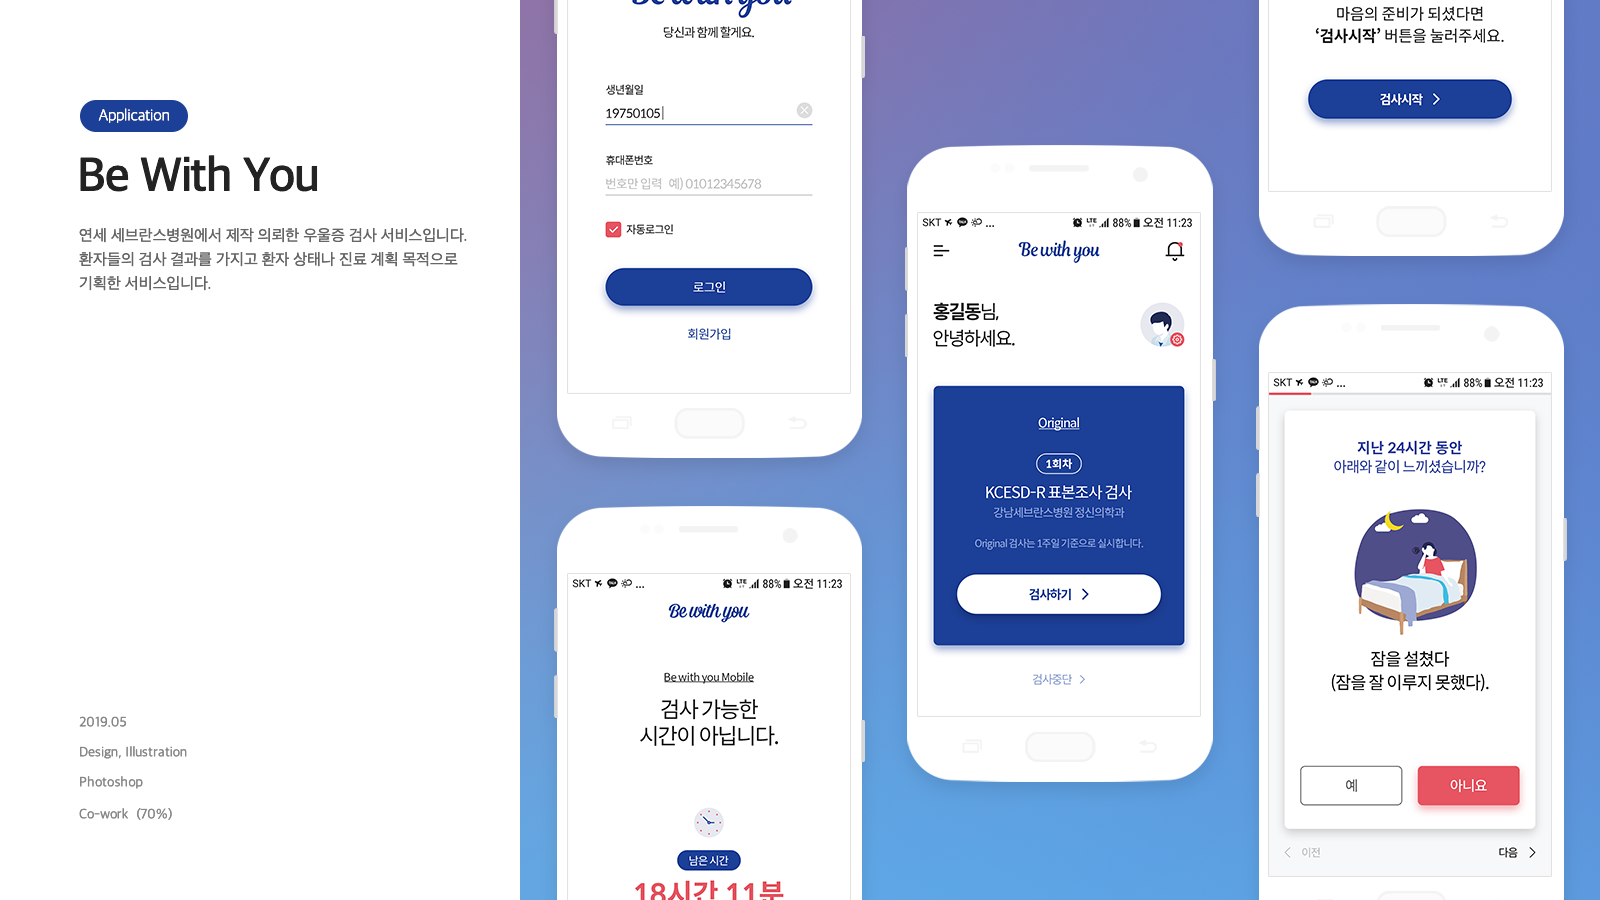 Application
Be With You
연세 세브란스병원에서 제작 의뢰한 우울증 검사 서비스입니다.
환자들의 검사 결과를 가지고 환자 상태나 진료 계획 목적으로
기획한 서비스입니다.
2019.05
Design, Illustration
Photoshop
Co-work (70%)
Be with you
당신과 함께 할게요.
생년월일
19750105
휴대폰번호
번호만 입력 예) 01012345678
자동로그인
로그인
회원가입
SKT ... LTE 88% 오전 11:23
Be with you
Be with you Mobile
검사 가능한
시간이 아닙니다.
남은 시간
18시간 11분
SKT ... LTE 88% 오전 11:23
Be with you
홍길동님,
안녕하세요.
Original
1회차
KCESD-R 표본조사 검사
강남세브란스병원 정신의학과
Original 검사는 1주일 기준으로 실시합니다.
검사하기
검사중단
마음의 준비가 되셨다면
‘검사시작’ 버튼을 눌러주세요.
검사시작
SKT ... LTE 88% 오전 11:23
지난 24시간 동안
아래와 같이 느끼셨습니까?
잠을 설쳤다
(잠을 잘 이루지 못했다).
예
아니요
이전
다음